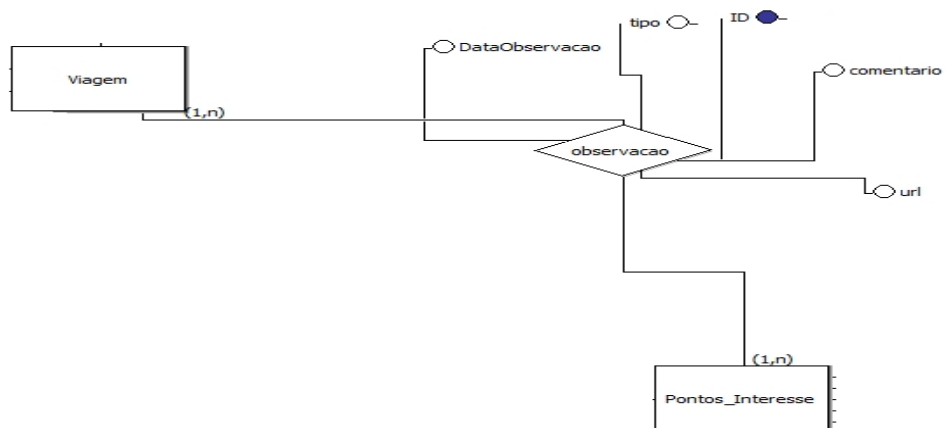 tipo
ID
DataObservacao
comentario
Viagem
(1,n)
observacao
url
(1,n)
Pontos_Interesse